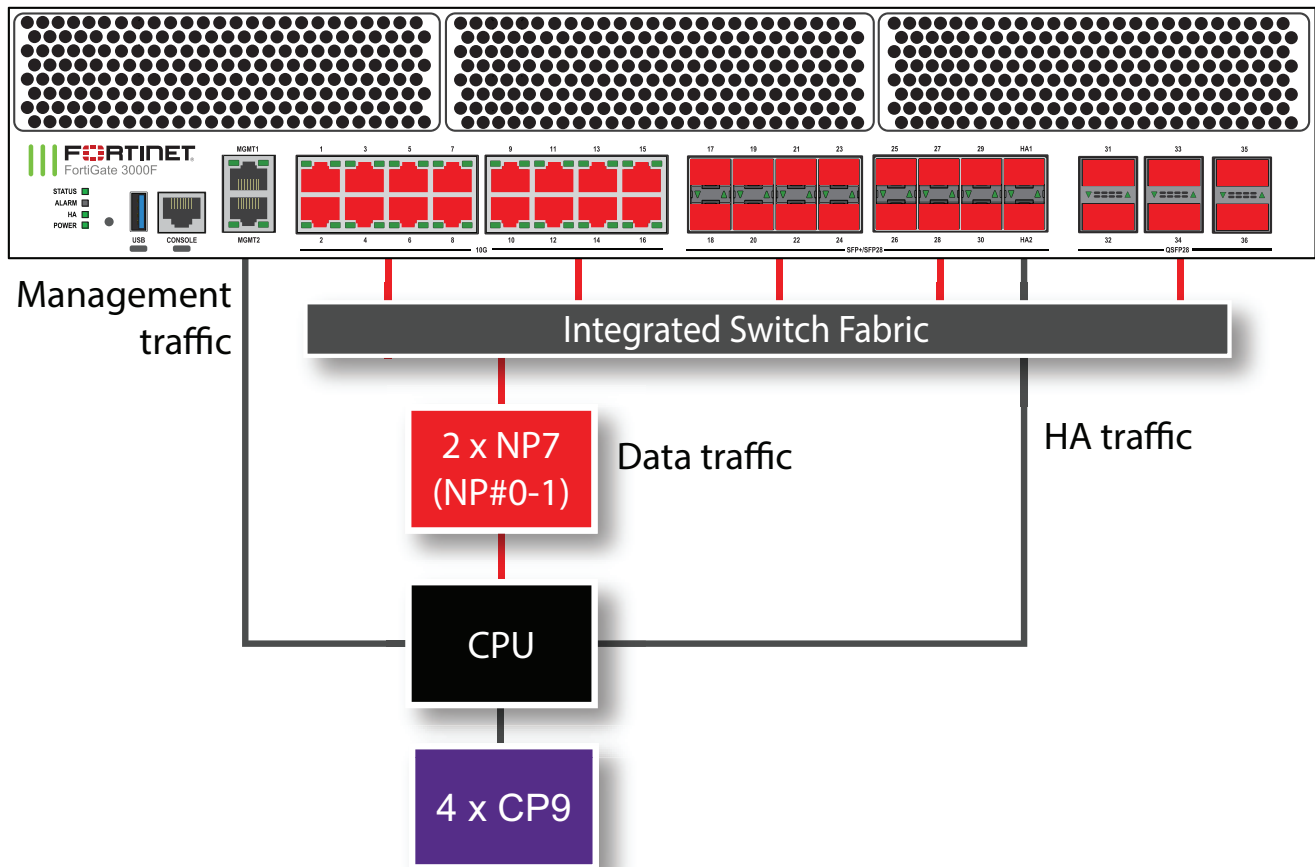 FORTINET
FortiGate 3000F
STATUS
ALARM
HA
POWER
USB
CONSOLE
MGMT1
MGMT2
1 3 5 7
2 4 6 8
9 11 13 15
10 12 14 16
10G
17 19 21 23
18 20 22 24
25 27 29 HA1
26 28 30 HA2
SFP+/SFP28
31 33 35
32 34 36
QSFP28
Management
traffic
Integrated Switch Fabric
2 x NP7
(NP#0-1)
Data traffic
HA traffic
CPU
4 x CP9